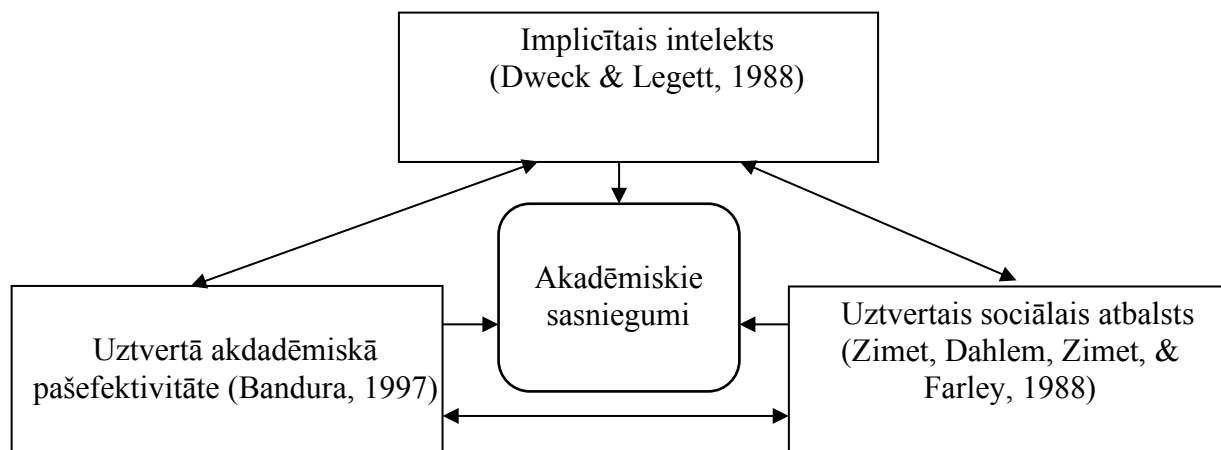 Implicītais intelekts
(Dweck & Legett, 1988)
Akadēmiskie
sasniegumi
Uztvertā akdadēmiskā
pašefektivitāte (Bandura, 1997)
Uztvertais sociālais atbalsts
(Zimet, Dahlem, Zimet, &
Farley, 1988)